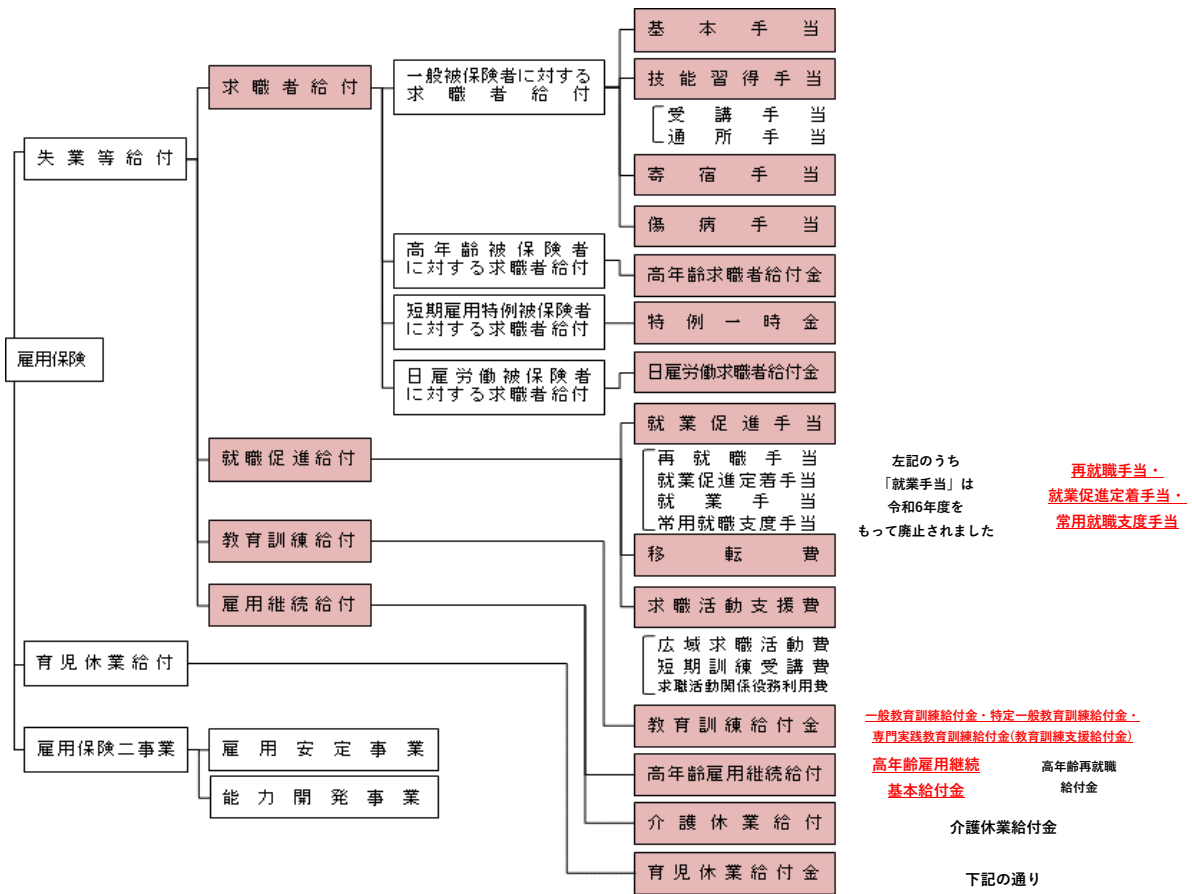 基本手当
技能習得手当
受講手当
通所手当
寄宿手当
傷病手当
高年齢求職者給付金
特例一時金
日雇労働求職者給付金
就業促進手当
再就職手当
就業促進定着手当
就業手当
常用就職支度手当
移転費
求職活動支援費
広域求職活動費
短期訓練受講費
求職活動関係役務利用費
教育訓練給付金
高年齢雇用継続給付
介護休業給付
育児休業給付金
一般被保険者に対する
求職者給付
高年齢被保険者
に対する求職者給付
短期雇用特例被保険者
に対する求職者給付
日雇労働被保険者
に対する求職者給付
求職者給付
就職促進給付
教育訓練給付
雇用継続給付
失業等給付
雇用保険
育児休業給付
雇用保険二事業
雇用安定事業
能力開発事業
左記のうち
「就業手当」は
令和6年度を
もって廃止されました
再就職手当・
就業促進定着手当・
常用就職支度手当
一般教育訓練給付金・特定一般教育訓練給付金・
専門実践教育訓練給付金(教育訓練支援給付金)
高年齢雇用継続
基本給付金
高年齢再就職
給付金
介護休業給付金
下記の通り